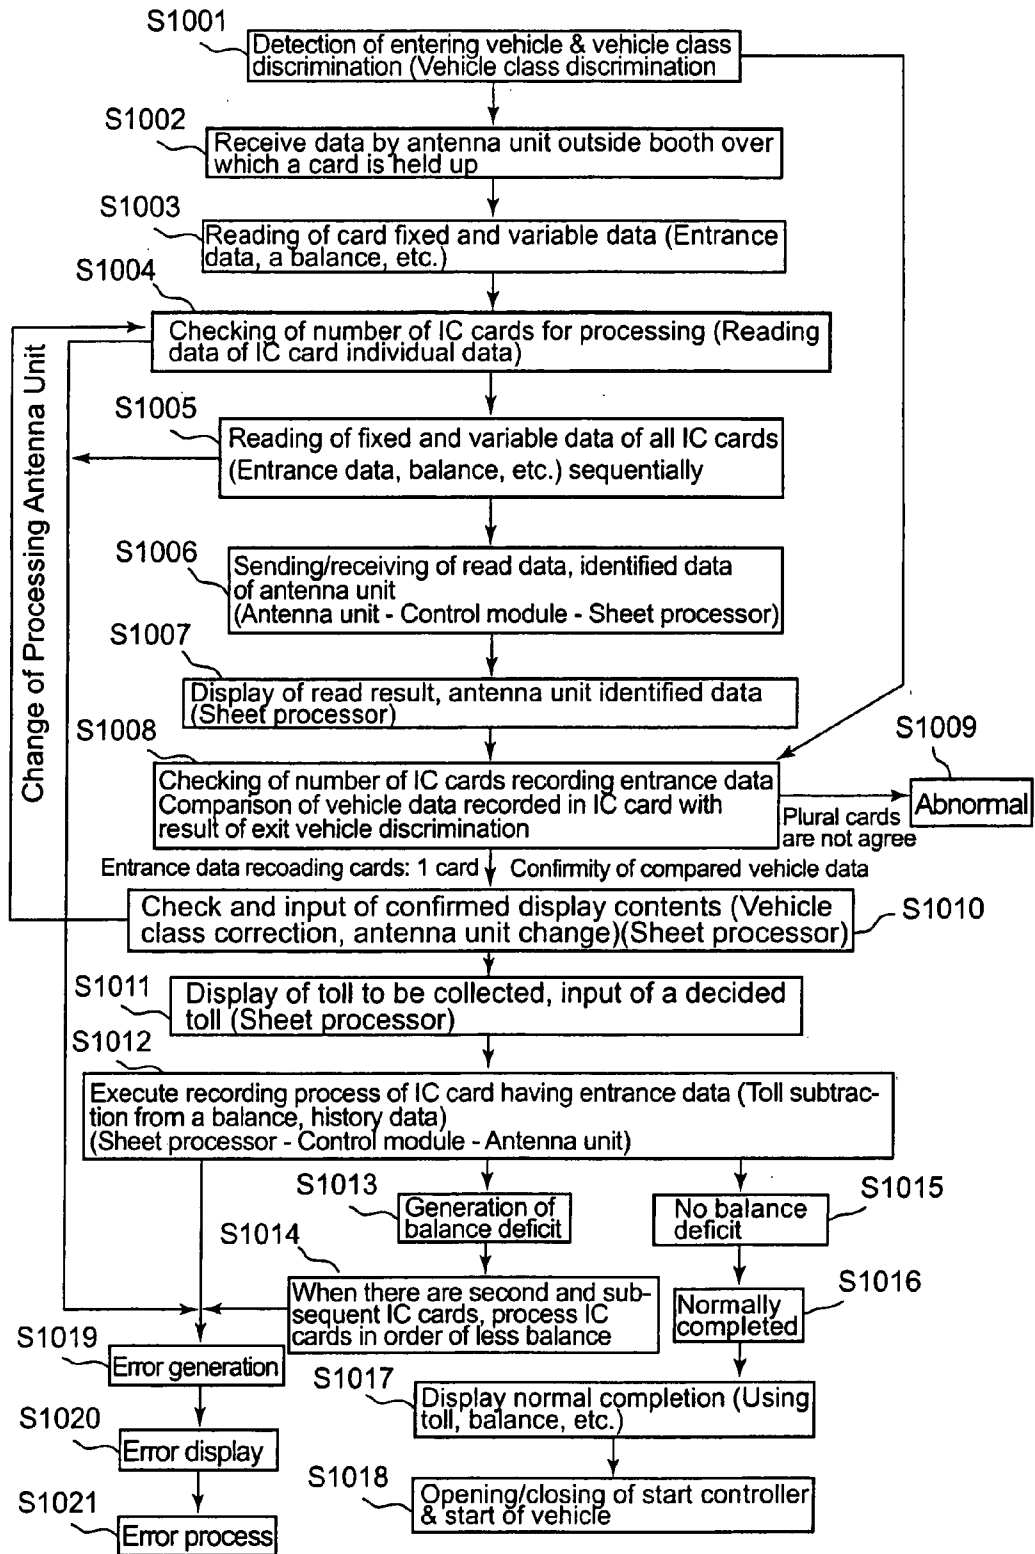 S1001
Detection of entering vehicle & vehicle class
discrimination (Vehicle class discrimination
S1002
Receive data by antenna unit outside booth over
which a card is held up
S1003
Reading of card fixed and variable data (Entrance
data, a balance, etc.)
S1004
Checking of number of IC cards for processing (Reading
data of IC card individual data)
Change of Processing Antenna Unit
S1005
Reading of fixed and variable data of all IC cards
(Entrance data, balance, etc.) sequentially
S1006
Sending/receiving of read data, identified data
of antenna unit
(Antenna unit - Control module - Sheet processor)
S1007
Display of read result, antenna unit identified data
(Sheet processor)
S1008
Checking of number of IC cards recording entrance data
Comparison of vehicle data recorded in IC card with
result of exit vehicle discrimination
S1009
Abnormal
Plural cards
are not agree
Entrance data recoading cards: 1 card
Confirmity of compared vehicle data
Check and input of confirmed display contents (Vehicle
class correction, antenna unit change)(Sheet processor)
S1010
S1011
Display of toll to be collected, input of a decided
toll (Sheet processor)
S1012
Execute recording process of IC card having entrance data (Toll subtrac-
tion from a balance, history data)
(Sheet processor - Control module - Antenna unit)
S1013
Generation of
balance deficit
S1015
No balance
deficit
S1014
When there are second and sub-
sequent IC cards, process IC
cards in order of less balance
S1016
Normally
completed
S1019
Error generation
S1017
Display normal completion (Using
toll, balance, etc.)
S1020
Error display
S1018
Opening/closing of start controller
& start of vehicle
S1021
Error process